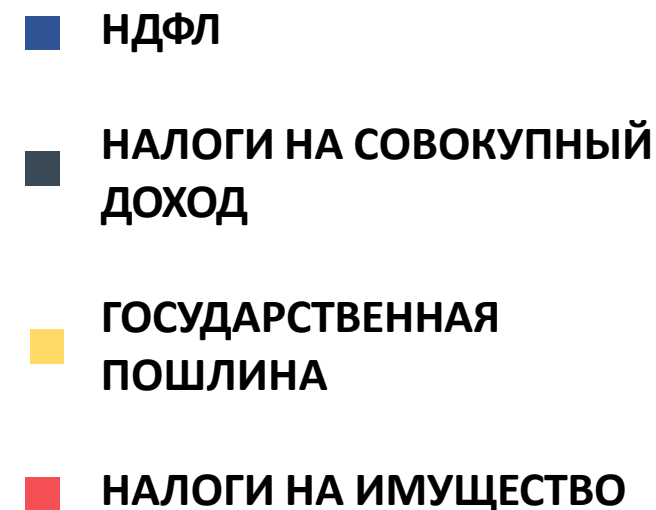 НДФЛ
НАЛОГИ НА СОВОКУПНЫЙ
ДОХОД
ГОСУДАРСТВЕННАЯ
ПОШЛИНА
НАЛОГИ НА ИМУЩЕСТВО